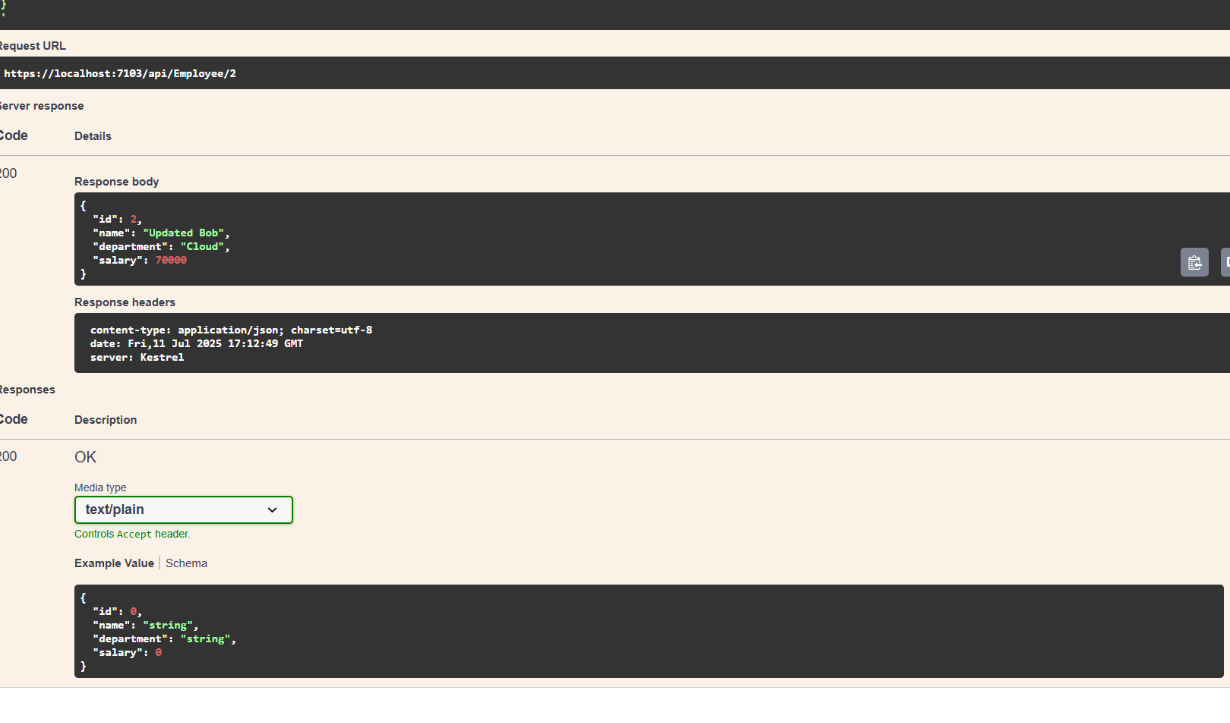 }
'
Request URL
https://localhost:7103/api/Employee/2
Server response
Code Details
200
Response body
{
"id": 2,
"name": "Updated Bob",
"department": "Cloud",
"salary": 70000
}
Response headers
content-type: application/json; charset=utf-8
date: Fri,11 Jul 2025 17:12:49 GMT
server: Kestrel
Responses
Code Description
200 OK
Media type
text/plain
Controls Accept header.
Example Value | Schema
{
"id": 0,
"name": "string",
"department": "string",
"salary": 0
}